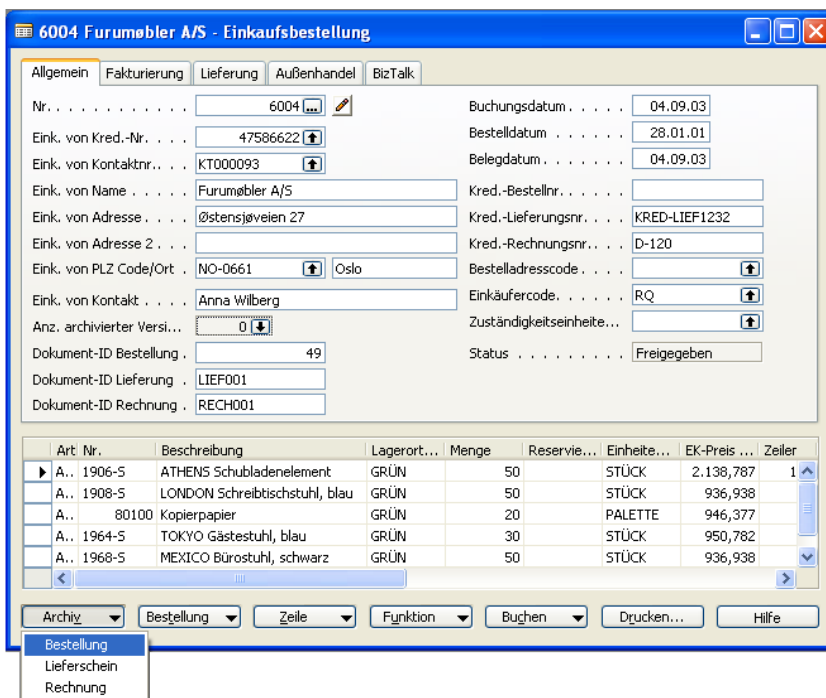 6004 Furumøbler A/S - Einkaufsbestellung
Allgemein Fakturierung Lieferung Außenhandel BizTalk
Nr. . . . . . . . . . . . . 6004 ... Buchungsdatum . . . . . 04.09.03
Eink. von Kred.-Nr. . . . . 47586622 Bestelldatum . . . . . . 28.01.01
Eink. von Kontaktnr.. . . KT000093 Belegdatum . . . . . . . 04.09.03
Eink. von Name . . . . . Furumøbler A/S Kred.-Bestellnr. . . . . .
Eink. von Adresse . . . . Østensjøveien 27 Kred.-Lieferungsnr. . . . KRED-LIEF1232
Eink. von Adresse 2 . . . Kred.-Rechnungsnr.. . . D-120
Eink. von PLZ Code/Ort . NO-0661 Oslo Bestelladresscode . . . .
Eink. von Kontakt . . . . Anna Wilberg Einkäufercode. . . . . . RQ
Anz. archivierter Versi... 0 Zuständigkeitseinheite...
Dokument-ID Bestellung . 49 Status . . . . . . . . . Freigegeben
Dokument-ID Lieferung . LIEF001
Dokument-ID Rechnung . RECH001
Art Nr. Beschreibung Lagerort... Menge Reservie... Einheite... EK-Preis ... Zeiler
A.. 1906-S ATHENS Schubladenelement GRÜN 50 STÜCK 2.138,787 1
A.. 1908-S LONDON Schreibtischstuhl, blau GRÜN 50 STÜCK 936,938
A.. 80100 Kopierpapier GRÜN 20 PALETTE 946,377
A.. 1964-S TOKYO Gästestuhl, blau GRÜN 30 STÜCK 950,782
A.. 1968-S MEXICO Bürostuhl, schwarz GRÜN 50 STÜCK 936,938
Archiv Bestellung Zeile Funktion Buchen Drucken... Hilfe
Bestellung
Lieferschein
Rechnung